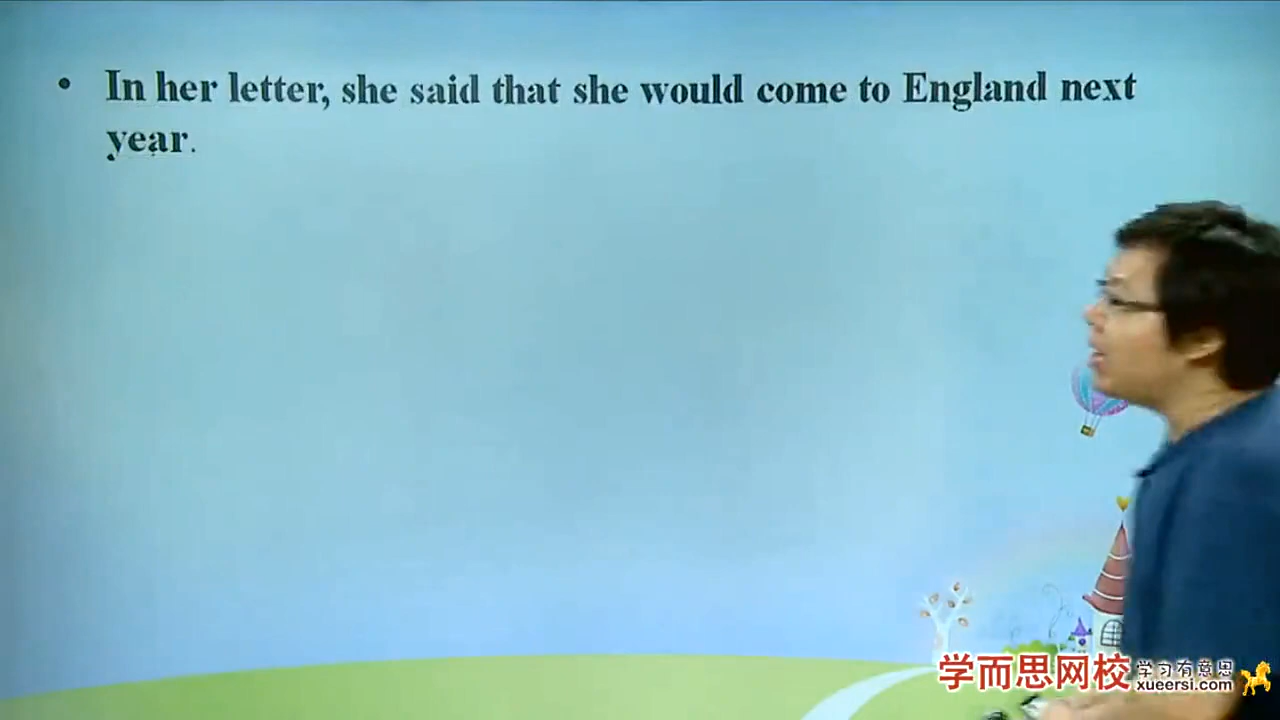 • In her letter, she said that she would come to England next
year.
学而思网校
学习有意思
xueersi.com